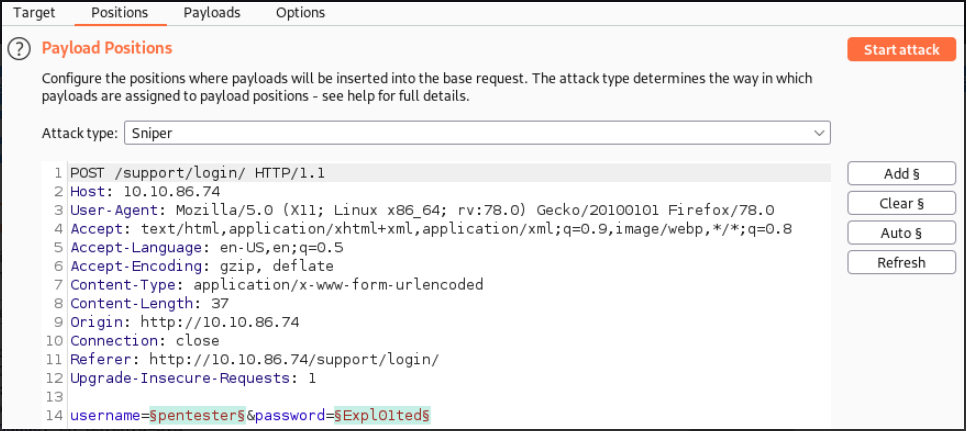 Target Positions Payloads Options
? Payload Positions Start attack
Configure the positions where payloads will be inserted into the base request. The attack type determines the way in which
payloads are assigned to payload positions - see help for full details.
Attack type: Sniper
1 POST /support/login/ HTTP/1.1
2 Host: 10.10.86.74
3 User-Agent: Mozilla/5.0 (X11; Linux x86_64; rv:78.0) Gecko/20100101 Firefox/78.0
4 Accept: text/html,application/xhtml+xml,application/xml;q=0.9,image/webp,*/*;q=0.8
5 Accept-Language: en-US,en;q=0.5
6 Accept-Encoding: gzip, deflate
7 Content-Type: application/x-www-form-urlencoded
8 Content-Length: 37
9 Origin: http://10.10.86.74
10 Connection: close
11 Referer: http://10.10.86.74/support/login/
12 Upgrade-Insecure-Requests: 1
13
14 username=§pentester§&password=§Expl01ted§
Add §
Clear §
Auto §
Refresh